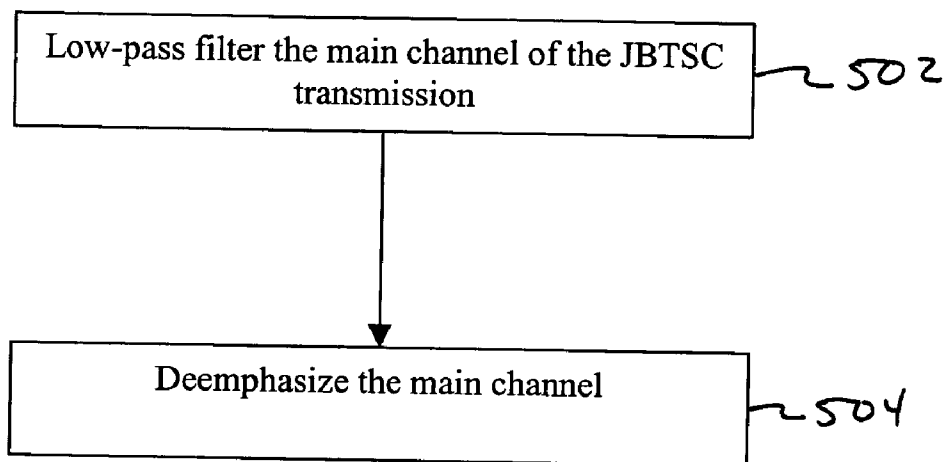 Low-pass filter the main channel of the JBTSC
transmission
502
Deemphasize the main channel
504